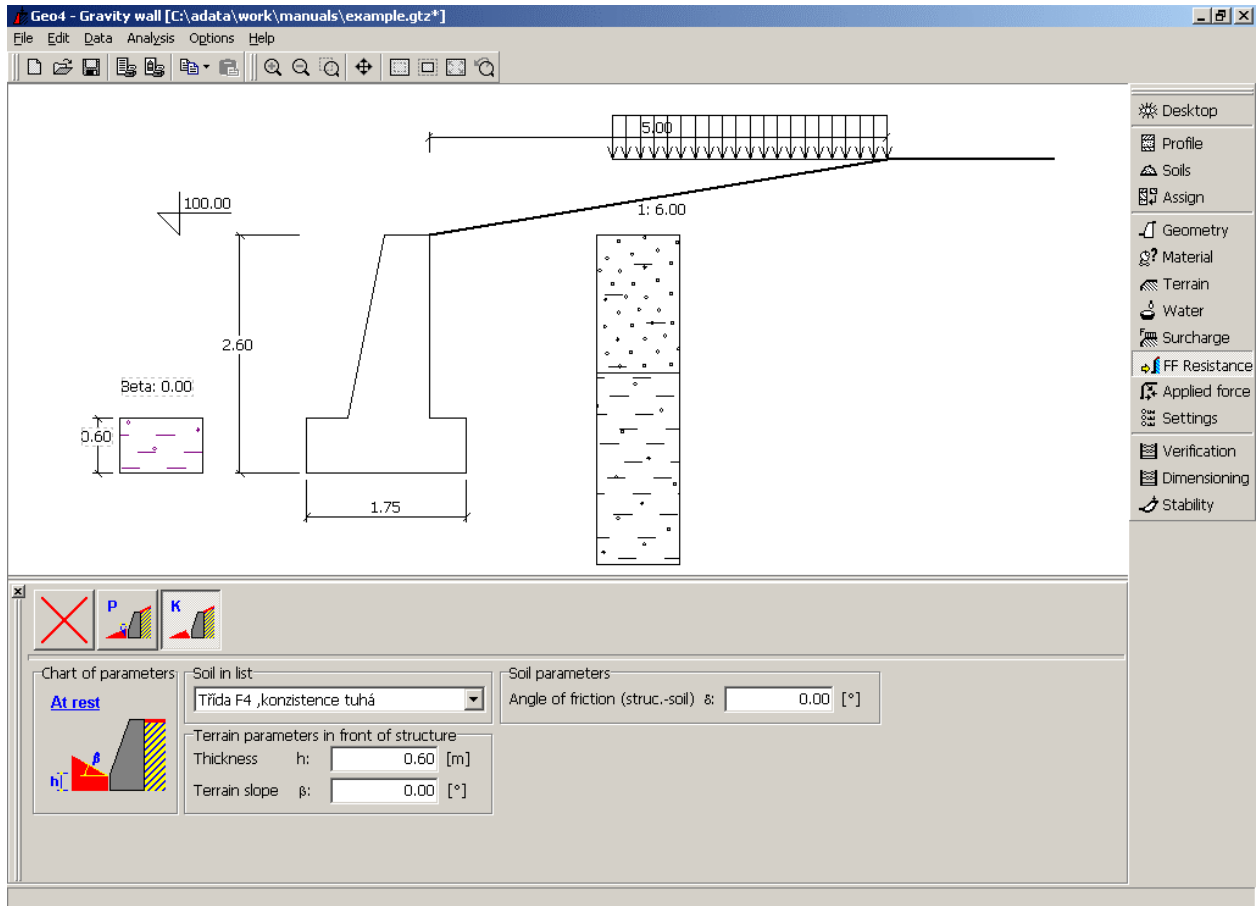 Geo4 - Gravity wall [C:\adata\work\manuals\example.gtz*]
File Edit Data Analysis Options Help
5.00
100.00
1: 6.00
2.60
Beta: 0.00
0.60
1.75
Desktop
Profile
Soils
Assign
Geometry
Material
Terrain
Water
Surcharge
FF Resistance
Applied force
Settings
Verification
Dimensioning
Stability
P K
Chart of parameters
At rest
β
h
Soil in list
Třída F4 ,konzistence tuhá
Terrain parameters in front of structure
Thickness h: 0.60 [m]
Terrain slope β: 0.00 [°]
Soil parameters
Angle of friction (struc.-soil) δ: 0.00 [°]